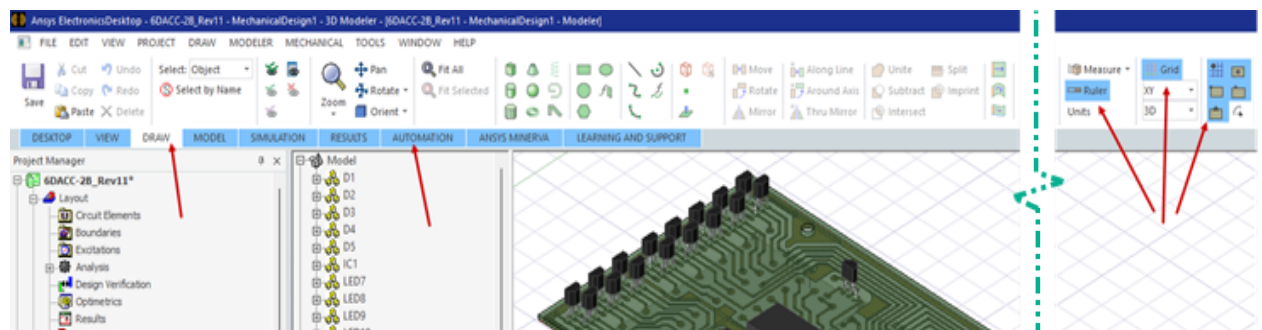 Ansys ElectronicsDesktop - 6DACC-2B_Rev11 - MechanicalDesign1 - 3D Modeler - [6DACC-2B_Rev11 - MechanicalDesign1 - Modeler]
FILE EDIT VIEW PROJECT DRAW MODELER MECHANICAL TOOLS WINDOW HELP
Save
Cut Undo
Copy Redo
Paste Delete
Select: Object
Select by Name
Zoom
Pan
Rotate
Orient
Fit All
Fit Selected
Move Along Line Unite Split
Rotate Around Axis Subtract Imprint
Mirror Thru Mirror Intersect
Measure Grid
Ruler XY
Units 3D
DESKTOP VIEW DRAW MODEL SIMULATION RESULTS AUTOMATION ANSYS MINERVA LEARNING AND SUPPORT
Project Manager
6DACC-2B_Rev11*
Layout
Circuit Elements
Boundaries
Excitations
Analysis
Design Verification
Optimetrics
Results
Model
D1
D2
D3
D4
D5
IC1
LED7
LED8
LED9